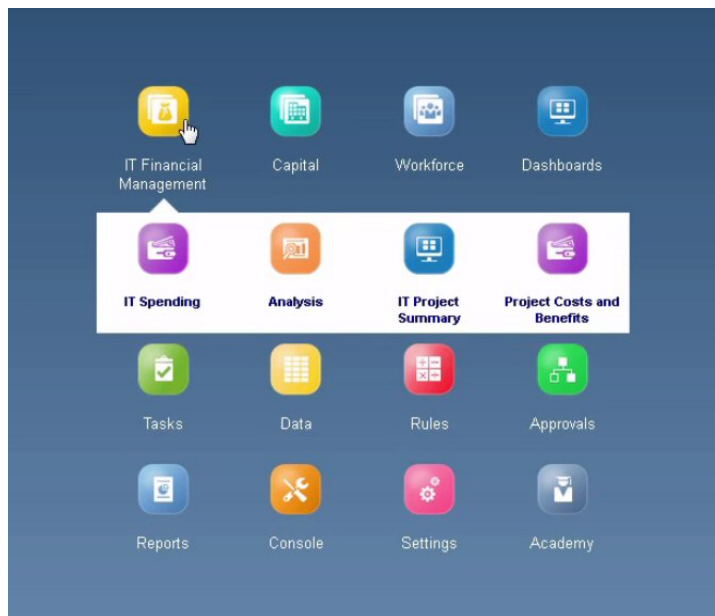 IT Financial
Management
Capital
Workforce
Dashboards
IT Spending
Analysis
IT Project
Summary
Project Costs and
Benefits
Tasks
Data
Rules
Approvals
Reports
Console
Settings
Academy